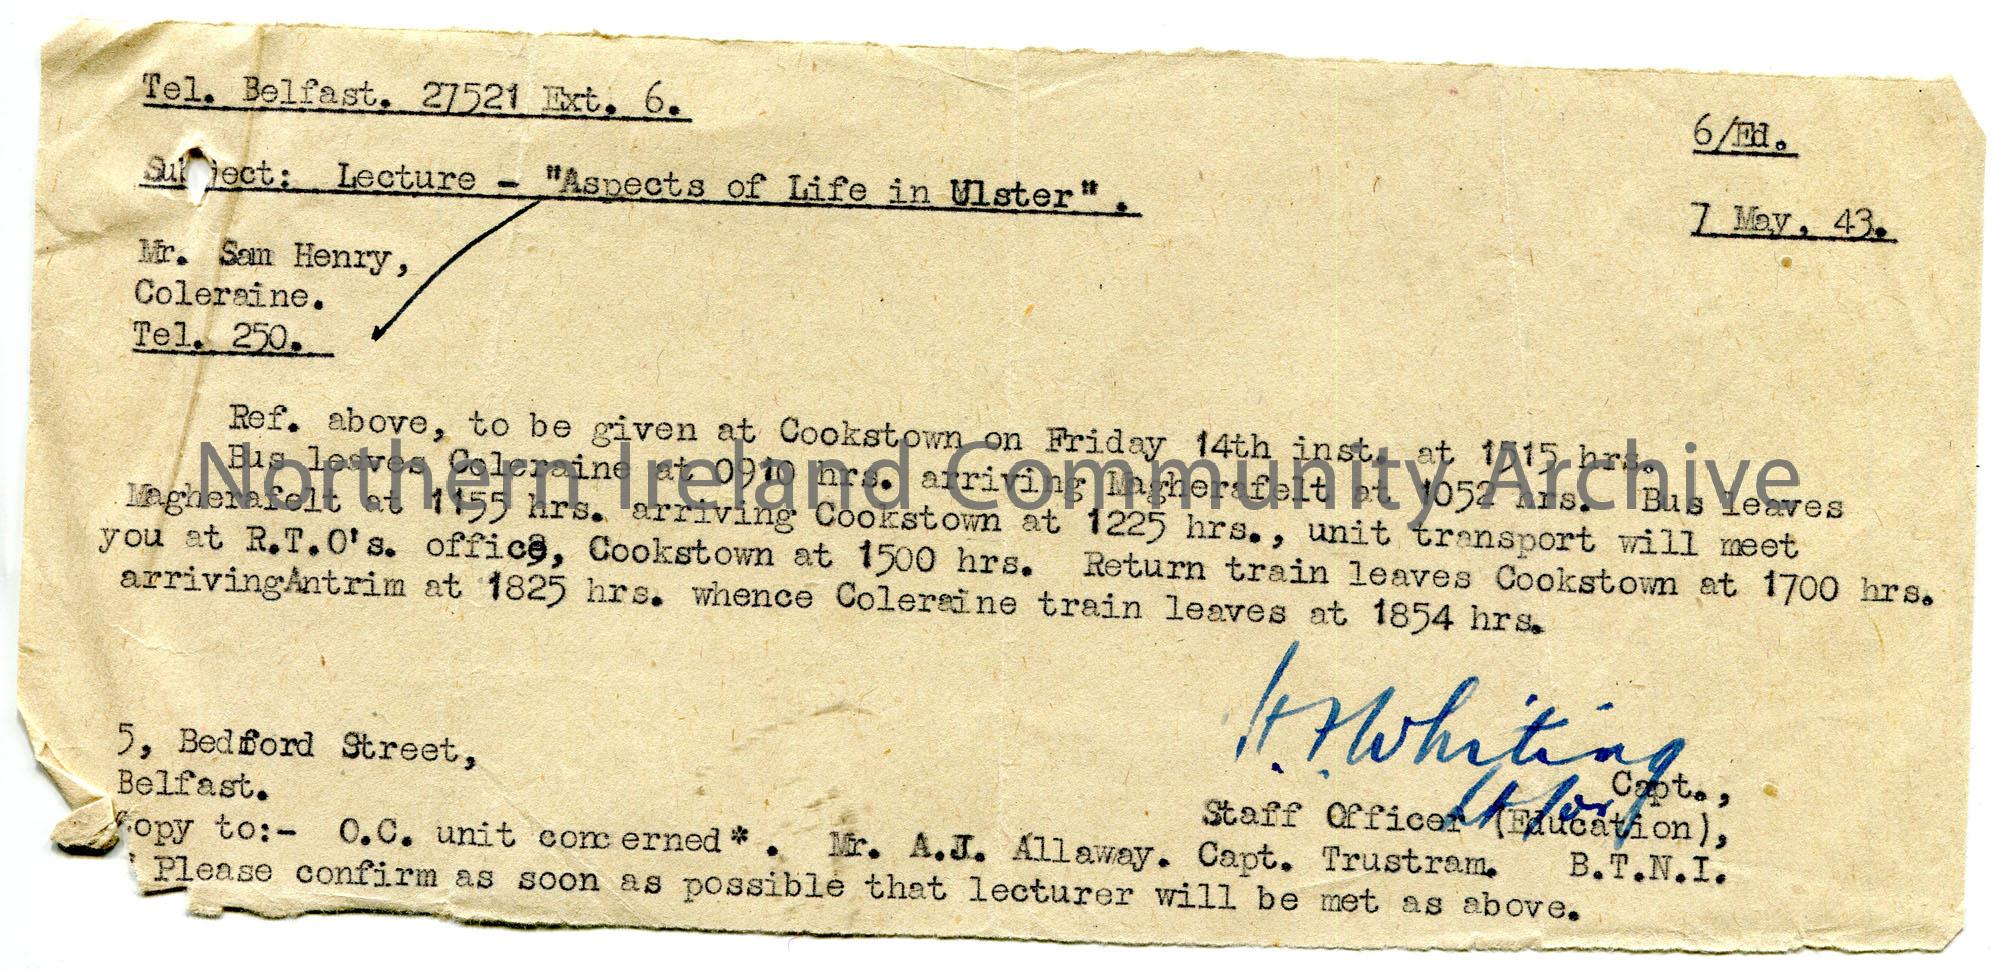 Tel. Belfast. 27521 Ext. 6.
6/Ed.
Subject: Lecture - "Aspects of Life in Ulster".
7 May, 43.
Mr. Sam Henry,
Coleraine.
Tel. 250.
Ref. above, to be given at Cookstown on Friday 14th inst. at 1515 hrs.
Bus leaves Coleraine at 0910 hrs. arriving Magherafelt at 1052 hrs. Bus leaves
Magherafelt at 1155 hrs. arriving Cookstown at 1225 hrs., unit transport will meet
you at R.T.O's. office, Cookstown at 1500 hrs. Return train leaves Cookstown at 1700 hrs.
arrivingAntrim at 1825 hrs. whence Coleraine train leaves at 1854 hrs.
Northern Ireland Community Archive
H.F. Whiting
Capt.,
Staff Officer (Education),
B.T.N.I.
5, Bedford Street,
Belfast.
Copy to:- O.C. unit concerned*. Mr. A.J. Allaway. Capt. Trustram.
Please confirm as soon as possible that lecturer will be met as above.